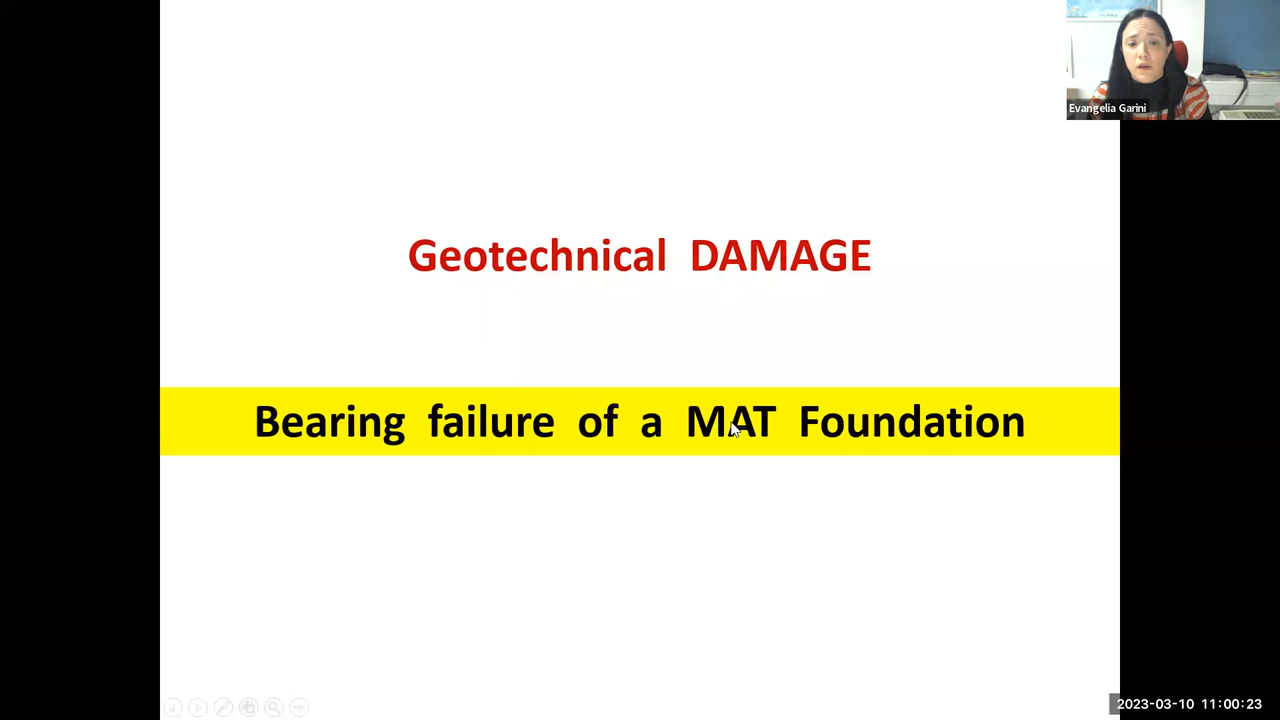 Evangelia Garini
Geotechnical DAMAGE
Bearing failure of a MAT Foundation
2023-03-10 11:00:23